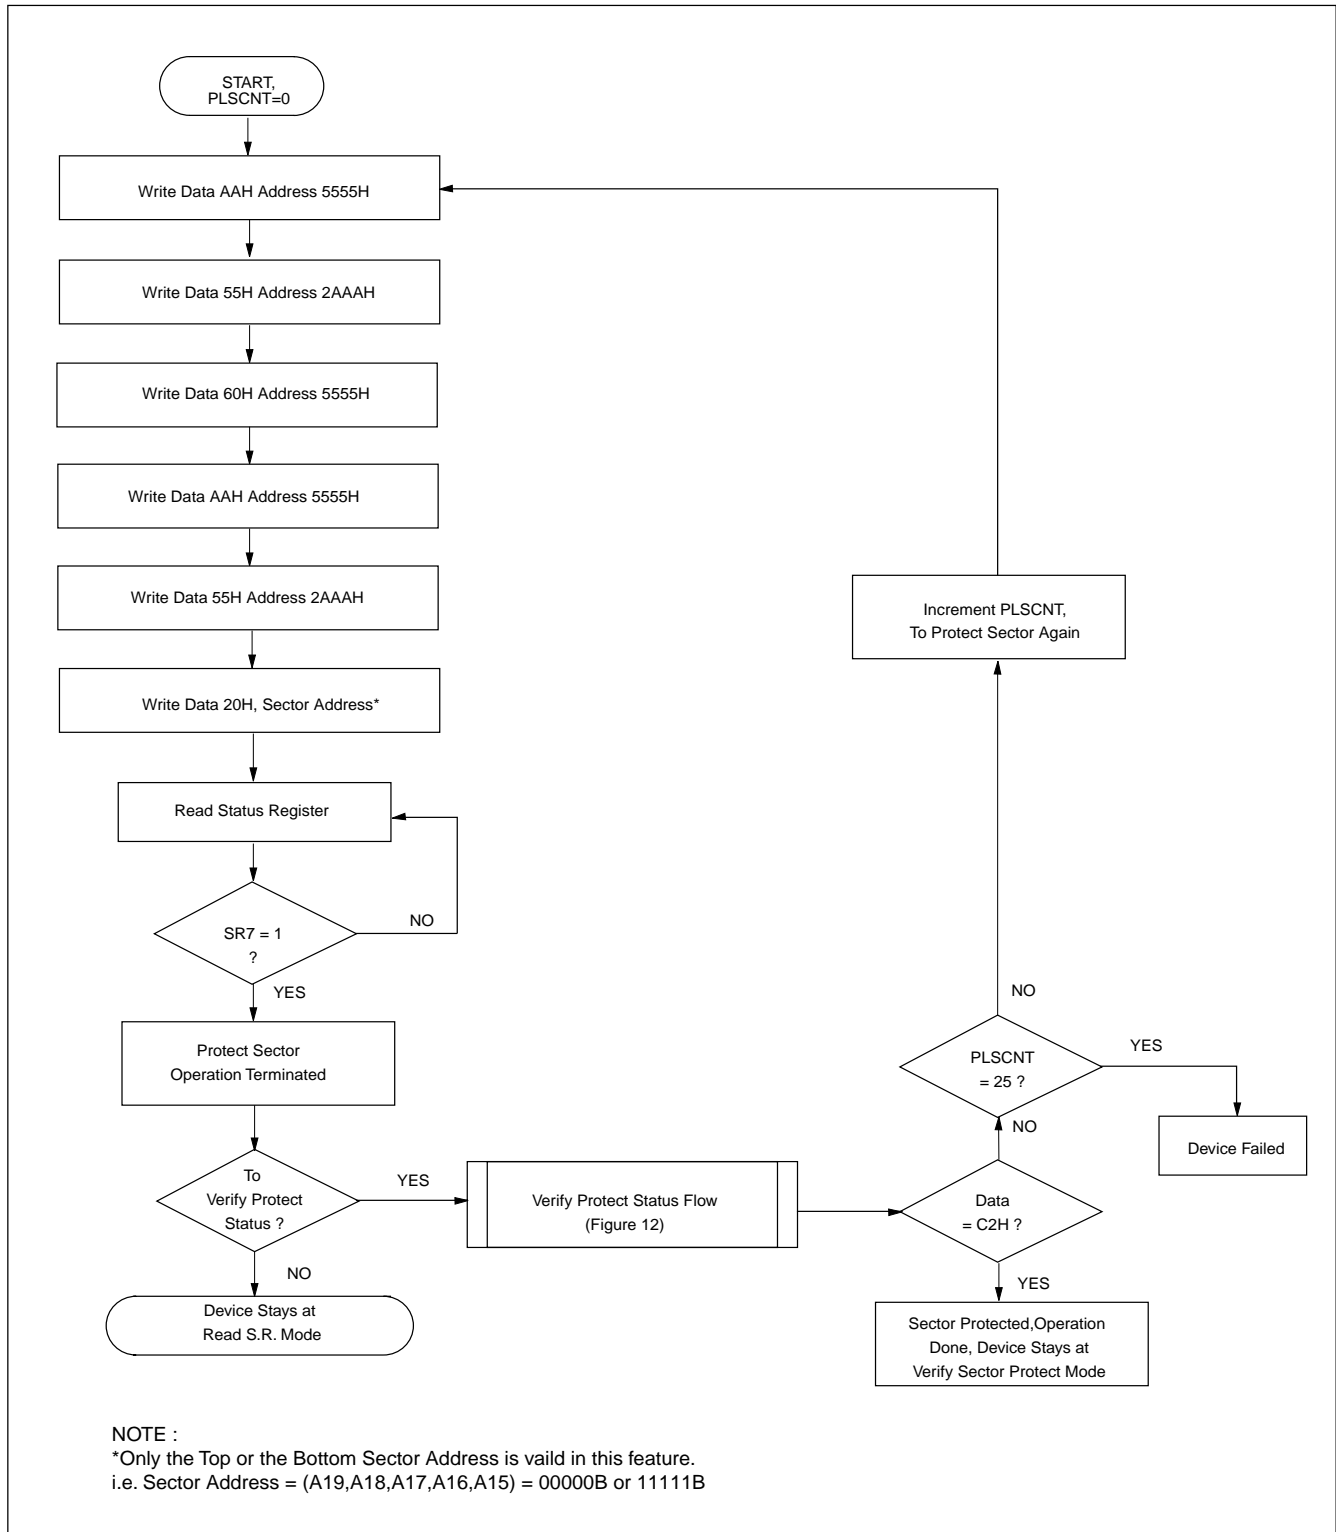 START,
PLSCNT=0
Write Data AAH Address 5555H
Write Data 55H Address 2AAAH
Write Data 60H Address 5555H
Write Data AAH Address 5555H
Write Data 55H Address 2AAAH
Write Data 20H, Sector Address*
Read Status Register
SR7 = 1
?
NO
YES
Protect Sector
Operation Terminated
To
Verify Protect
Status ?
YES
NO
Device Stays at
Read S.R. Mode
Verify Protect Status Flow
(Figure 12)
Data
= C2H ?
YES
Sector Protected,Operation
Done, Device Stays at
Verify Sector Protect Mode
NO
PLSCNT
= 25 ?
YES
Device Failed
NO
Increment PLSCNT,
To Protect Sector Again
NOTE :
*Only the Top or the Bottom Sector Address is vaild in this feature.
i.e. Sector Address = (A19,A18,A17,A16,A15) = 00000B or 11111B